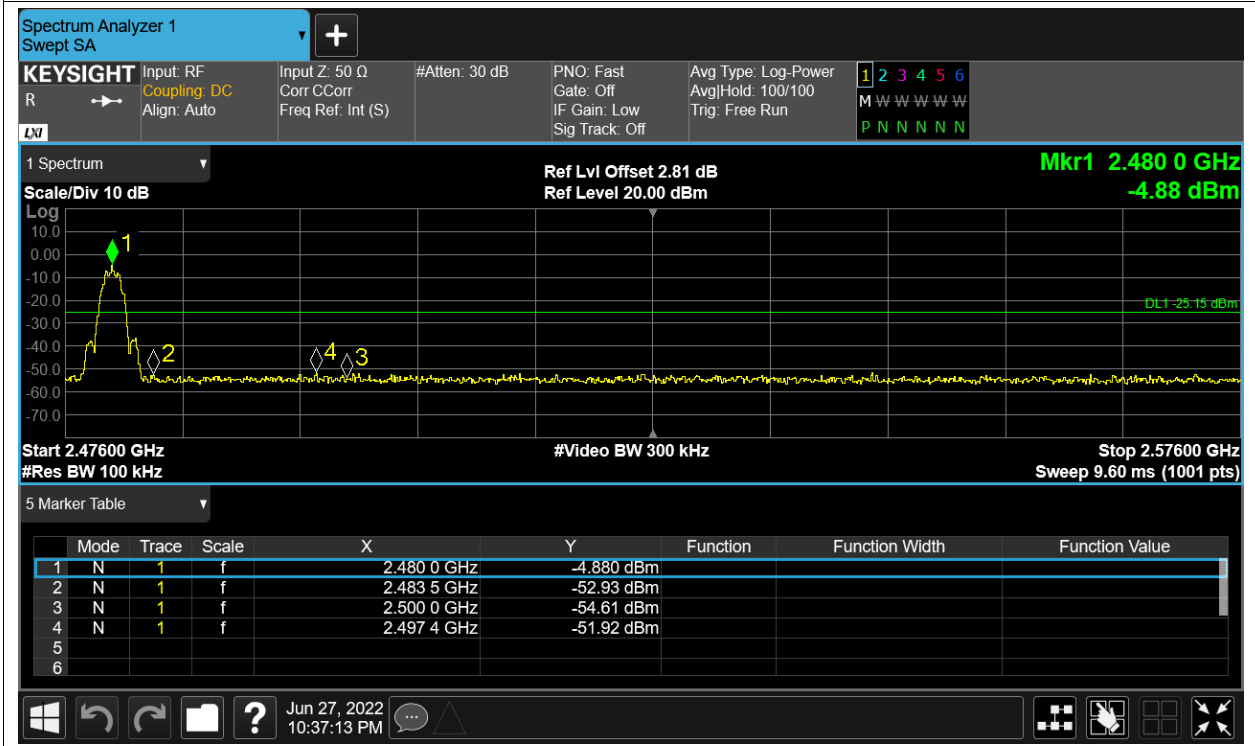 Spectrum Analyzer 1
Swept SA
KEYSIGHT Input: RF Input Z: 50 Ω #Atten: 30 dB PNO: Fast Avg Type: Log-Power 1 2 3 4 5 6
R Coupling: DC Corr CCorr Gate: Off Avg|Hold: 100/100 M W W W W W
Align: Auto Freq Ref: Int (S) IF Gain: Low Trig: Free Run
LXI Sig Track: Off P N N N N N
1 Spectrum Ref Lvl Offset 2.81 dB Mkr1 2.480 0 GHz
Scale/Div 10 dB Ref Level 20.00 dBm -4.88 dBm
Log
10.0
1
0.00
-10.0
-20.0
DL1 -25.15 dBm
-30.0
-40.0
2 4 3
-50.0
-60.0
-70.0
Start 2.47600 GHz #Video BW 300 kHz Stop 2.57600 GHz
#Res BW 100 kHz Sweep 9.60 ms (1001 pts)
5 Marker Table
Mode Trace Scale X Y Function Function Width Function Value
1 N 1 f 2.480 0 GHz -4.880 dBm
2 N 1 f 2.483 5 GHz -52.93 dBm
3 N 1 f 2.500 0 GHz -54.61 dBm
4 N 1 f 2.497 4 GHz -51.92 dBm
5
6
? Jun 27, 2022
10:37:13 PM